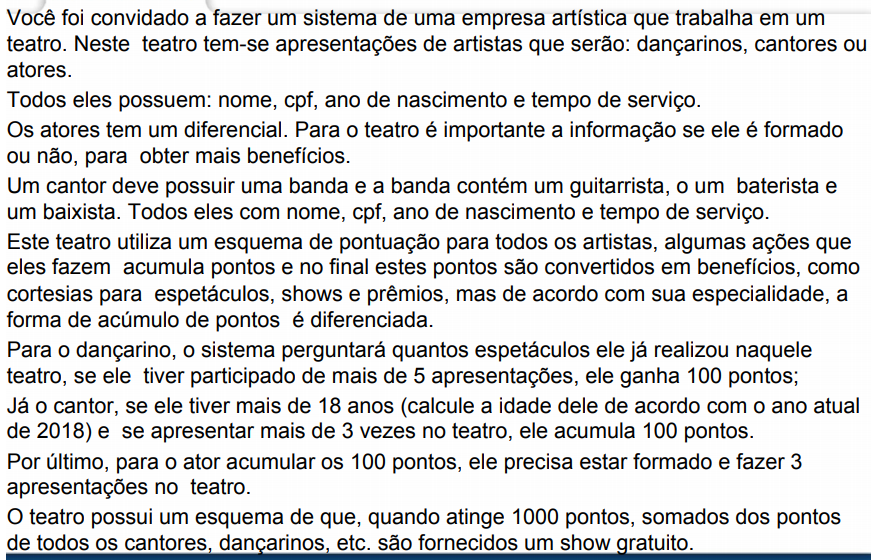 Você foi convidado a fazer um sistema de uma empresa artística que trabalha em um
teatro. Neste teatro tem-se apresentações de artistas que serão: dançarinos, cantores ou
atores.
Todos eles possuem: nome, cpf, ano de nascimento e tempo de serviço.
Os atores tem um diferencial. Para o teatro é importante a informação se ele é formado
ou não, para obter mais benefícios.
Um cantor deve possuir uma banda e a banda contém um guitarrista, o um baterista e
um baixista. Todos eles com nome, cpf, ano de nascimento e tempo de serviço.
Este teatro utiliza um esquema de pontuação para todos os artistas, algumas ações que
eles fazem acumula pontos e no final estes pontos são convertidos em benefícios, como
cortesias para espetáculos, shows e prêmios, mas de acordo com sua especialidade, a
forma de acúmulo de pontos é diferenciada.
Para o dançarino, o sistema perguntará quantos espetáculos ele já realizou naquele
teatro, se ele tiver participado de mais de 5 apresentações, ele ganha 100 pontos;
Já o cantor, se ele tiver mais de 18 anos (calcule a idade dele de acordo com o ano atual
de 2018) e se apresentar mais de 3 vezes no teatro, ele acumula 100 pontos.
Por último, para o ator acumular os 100 pontos, ele precisa estar formado e fazer 3
apresentações no teatro.
O teatro possui um esquema de que, quando atinge 1000 pontos, somados dos pontos
de todos os cantores, dançarinos, etc. são fornecidos um show gratuito.